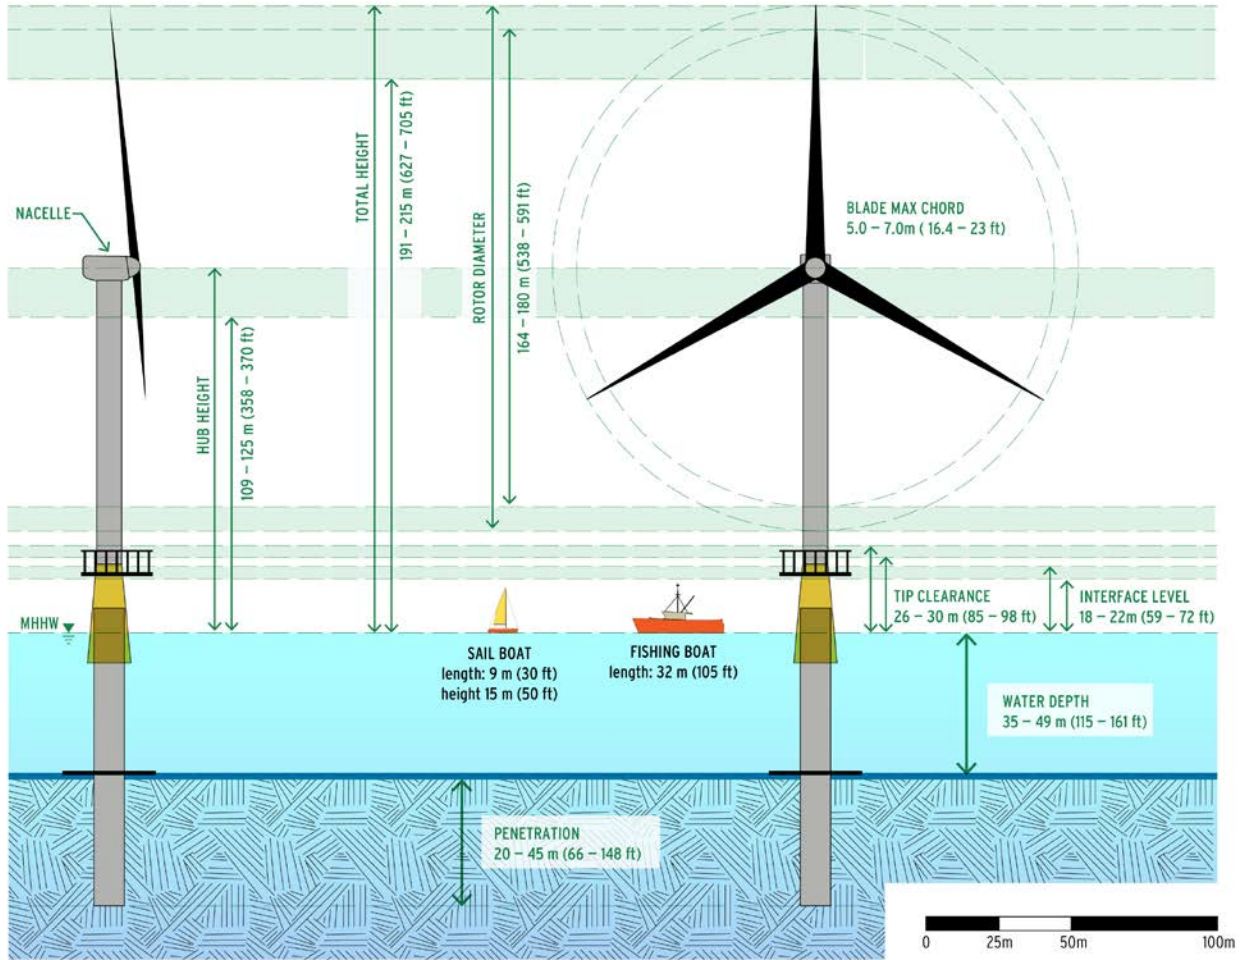 NACELLE
TOTAL HEIGHT
191 – 215 m (627 – 705 ft)
ROTOR DIAMETER
164 – 180 m (538 – 591 ft)
BLADE MAX CHORD
5.0 – 7.0m ( 16.4 – 23 ft)
HUB HEIGHT
109 – 125 m (358 – 370 ft)
TIP CLEARANCE
26 – 30 m (85 – 98 ft)
INTERFACE LEVEL
18 – 22m (59 – 72 ft)
MHHW
SAIL BOAT
length: 9 m (30 ft)
height 15 m (50 ft)
FISHING BOAT
length: 32 m (105 ft)
WATER DEPTH
35 – 49 m (115 – 161 ft)
PENETRATION
20 – 45 m (66 – 148 ft)
0 25m 50m 100m